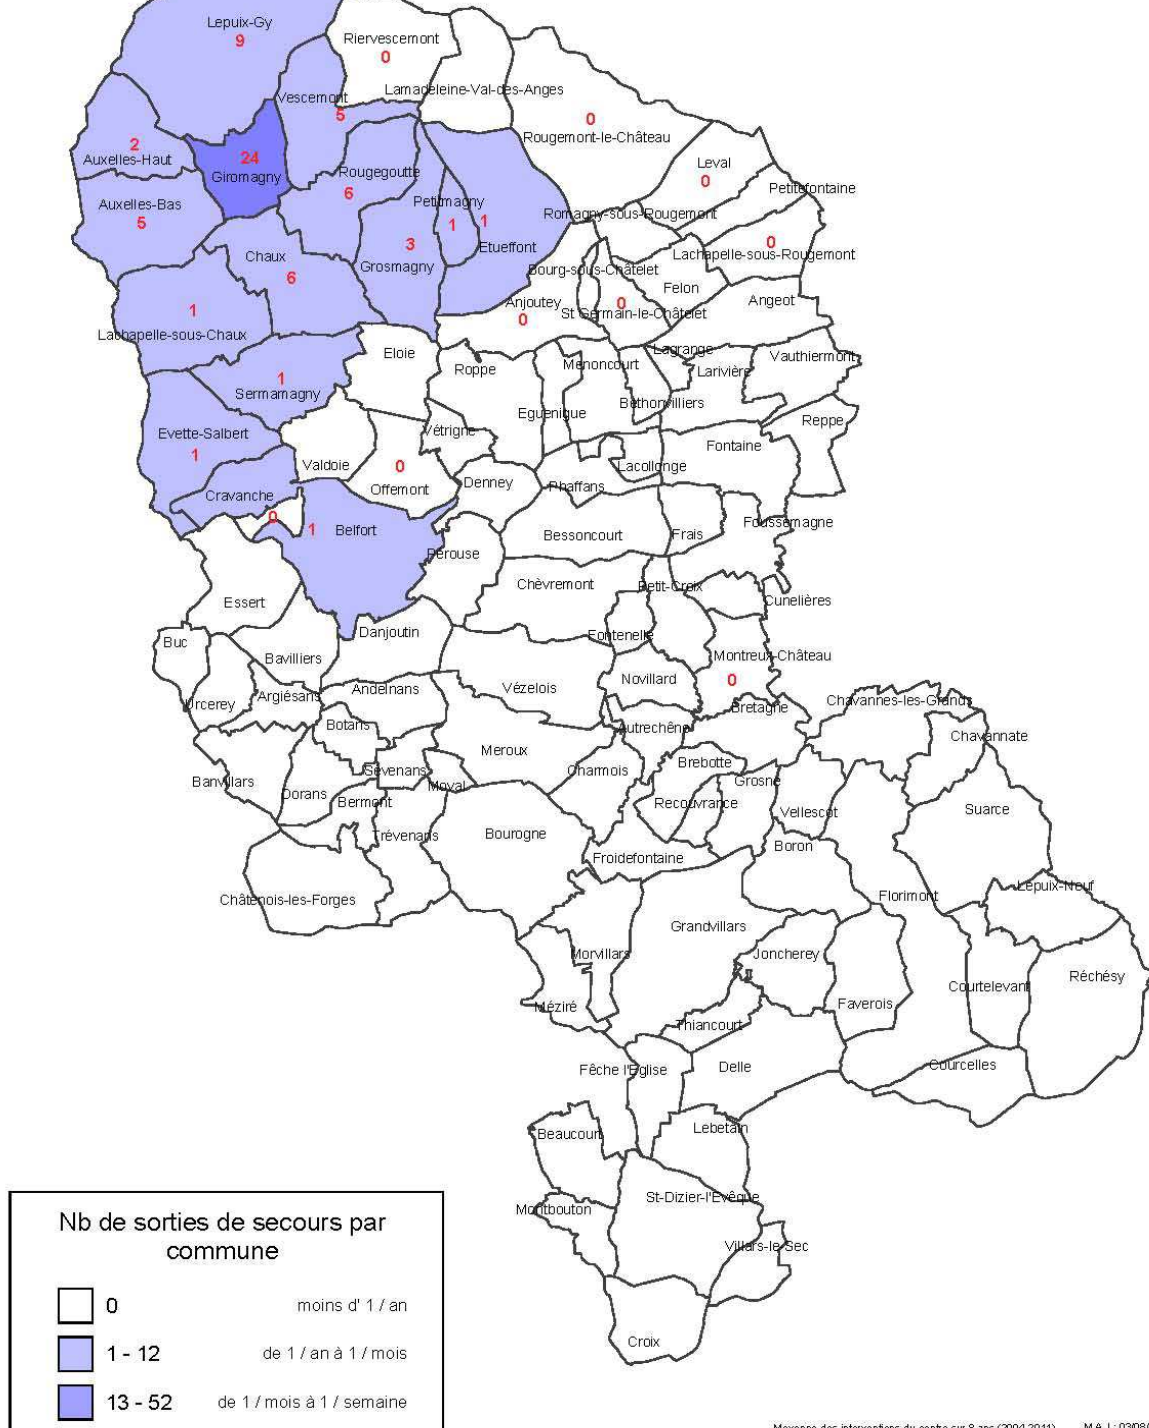 Lepuix-Gy
9
Riervescemont
0
Lamadeleine-Val-des-Anges
Vescemont
5
0
Rougemont-le-Château
2
Auxelles-Haut
24
Giromagny
Rougegoutte
6
Leval
0
Petitefontaine
Auxelles-Bas
5
Petitmagny
1
1
Etueffont
Romagny-sous-Rougemont
0
Lachapelle-sous-Rougemont
3
Grosmagny
Chaux
6
Bourg-sous-Châtelet
Felon
Angeot
Anjoutey
0
0
St Germain-le-Châtelet
1
Lachapelle-sous-Chaux
Eloie
Roppe
Menoncourt
Lagrange
Larivière
Vauthiermont
1
Sermamagny
Eguenigue
Bethonvilliers
Reppe
Evette-Salbert
1
Vétrigne
Fontaine
Valdoie
0
Offemont
Denney
Phaffans
Lacollonge
Cravanche
0
1
Belfort
Bessoncourt
Frais
Foussemagne
Pérouse
Chèvremont
Petit-Croix
Cunelières
Essert
Danjoutin
Fontenelle
Buc
Bavilliers
Montreux-Château
0
Novillard
Vézelois
Andelnans
Argiésans
Urcerey
Botans
Autrechêne
Bretagne
Chavannes-les-Grands
Chavannate
Meroux
Brebotte
Charmois
Sévenans
Banvillars
Moval
Grosne
Dorans
Bermont
Recouvrance
Vellescot
Suarce
Trévenans
Bourogne
Boron
Froidefontaine
Châtenois-les-Forges
Florimont
Lepuix-Neuf
Grandvillars
Morvillars
Joncherey
Réchésy
Courtelevant
Méziré
Faverois
Thiancourt
Fêche l'Eglise
Delle
Courcelles
Beaucourt
Lebetain
St-Dizier-l'Evêque
Montbouton
Villars-le-Sec
Croix
Nb de sorties de secours par
commune
0 moins d' 1 / an
1 - 12 de 1 / an à 1 / mois
13 - 52 de 1 / mois à 1 / semaine